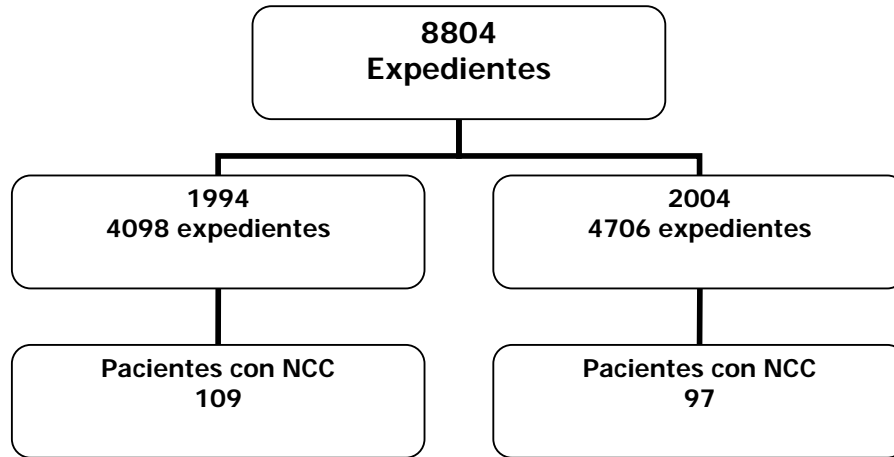 8804
Expedientes
1994
4098 expedientes
2004
4706 expedientes
Pacientes con NCC
109
Pacientes con NCC
97